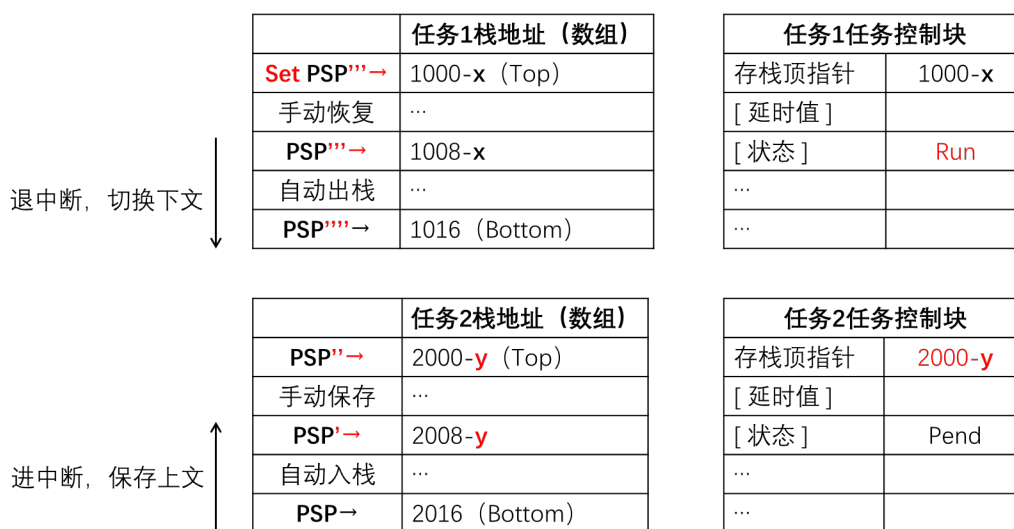 任务1栈地址（数组）
Set PSP'''→ 1000-x（Top）
手动恢复 ...
PSP'''→ 1008-x
自动出栈 ...
PSP''''→ 1016（Bottom）
退中断，切换下文
任务1任务控制块
存栈顶指针 1000-x
[ 延时值 ]
[ 状态 ] Run
...
...
任务2栈地址（数组）
PSP''→ 2000-y（Top）
手动保存 ...
PSP'→ 2008-y
自动入栈 ...
PSP→ 2016（Bottom）
进中断，保存上文
任务2任务控制块
存栈顶指针 2000-y
[ 延时值 ]
[ 状态 ] Pend
...
...